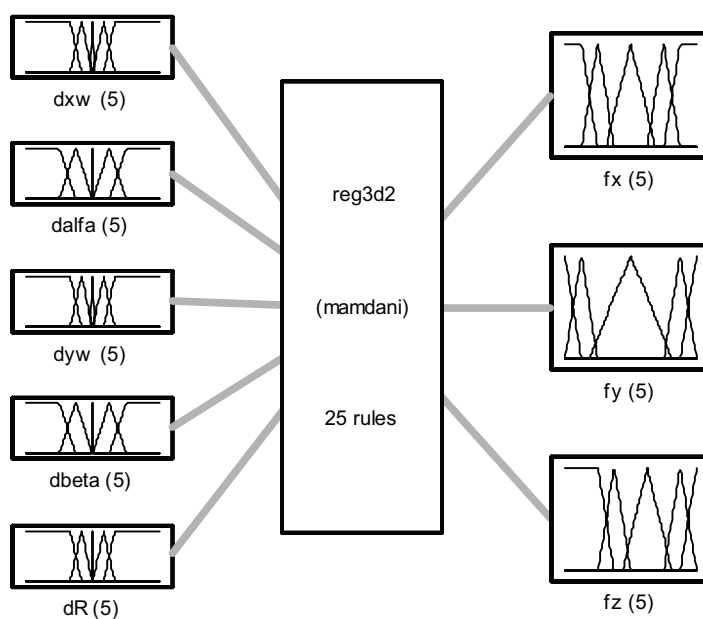 dxw (5)
dalfa (5)
dyw (5)
dbeta (5)
dR (5)
reg3d2
(mamdani)
25 rules
fx (5)
fy (5)
fz (5)